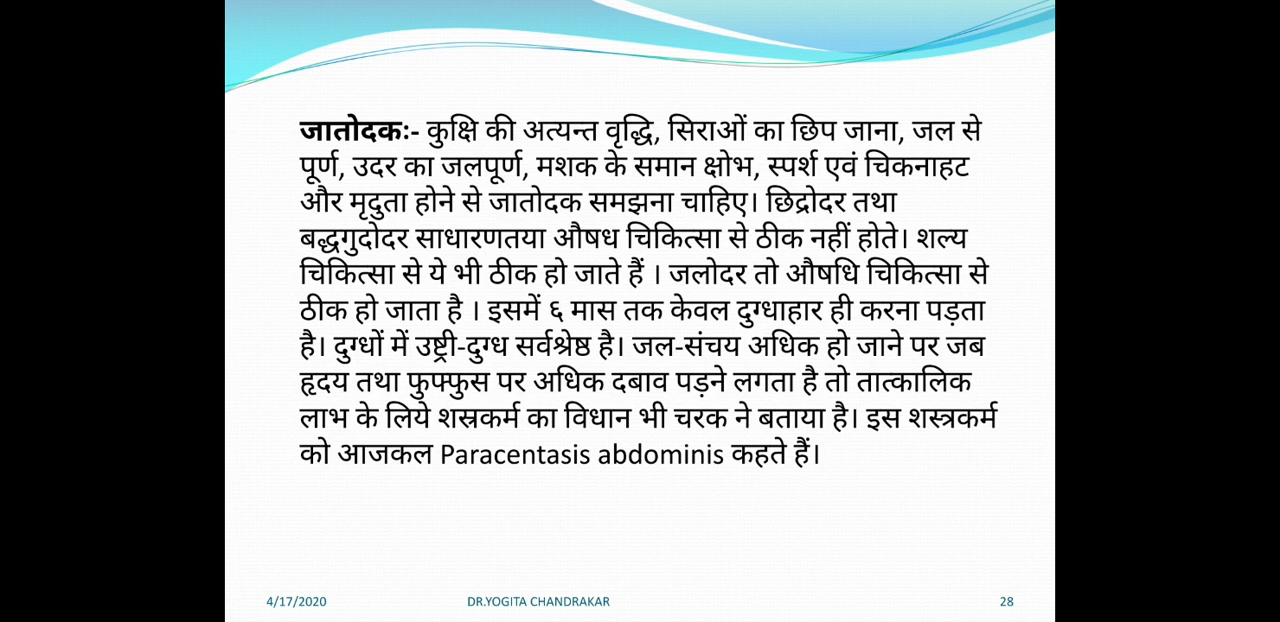 जातोदकः- कुक्षि की अत्यन्त वृद्धि, सिराओं का छिप जाना, जल से
पूर्ण, उदर का जलपूर्ण, मशक के समान क्षोभ, स्पर्श एवं चिकनाहट
और मृदुता होने से जातोदक समझना चाहिए। छिद्रोदर तथा
बद्धगुदोदर साधारणतया औषध चिकित्सा से ठीक नहीं होते। शल्य
चिकित्सा से ये भी ठीक हो जाते हैं । जलोदर तो औषधि चिकित्सा से
ठीक हो जाता है । इसमें ६ मास तक केवल दुग्धाहार ही करना पड़ता
है। दुग्धों में उष्ट्री-दुग्ध सर्वश्रेष्ठ है। जल-संचय अधिक हो जाने पर जब
हृदय तथा फुफ्फुस पर अधिक दबाव पड़ने लगता है तो तात्कालिक
लाभ के लिये शस्रकर्म का विधान भी चरक ने बताया है। इस शस्त्रकर्म
को आजकल Paracentasis abdominis कहते हैं।
4/17/2020 DR.YOGITA CHANDRAKAR 28